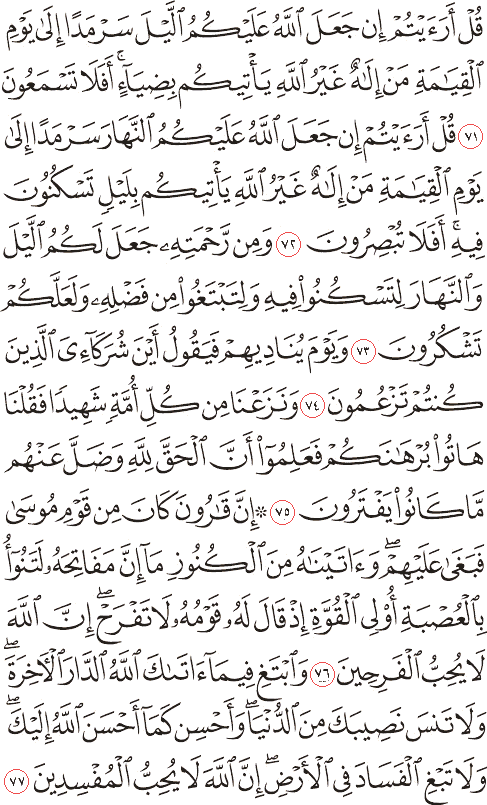 قُلْ أَرَءَيْتُمْ إِن جَعَلَ ٱللَّهُ عَلَيْكُمُ ٱلَّيْلَ سَرْمَدًا إِلَىٰ يَوْمِ
ٱلْقِيَـٰمَةِ مَنْ إِلَـٰهٌ غَيْرُ ٱللَّهِ يَأْتِيكُم بِضِيَآءٍ ۖ أَفَلَا تَسْمَعُونَ
٧١ قُلْ أَرَءَيْتُمْ إِن جَعَلَ ٱللَّهُ عَلَيْكُمُ ٱلنَّهَارَ سَرْمَدًا إِلَىٰ
يَوْمِ ٱلْقِيَـٰمَةِ مَنْ إِلَـٰهٌ غَيْرُ ٱللَّهِ يَأْتِيكُم بِلَيْلٍ تَسْكُنُونَ
فِيهِ ۚ أَفَلَا تُبْصِرُونَ ٧٢ وَمِن رَّحْمَتِهِۦ جَعَلَ لَكُمُ ٱلَّيْلَ
وَٱلنَّهَارَ لِتَسْكُنُوا۟ فِيهِ وَلِتَبْتَغُوا۟ مِن فَضْلِهِۦ وَلَعَلَّكُمْ
تَشْكُرُونَ ٧٣ وَيَوْمَ يُنَادِيهِمْ فَيَقُولُ أَيْنَ شُرَكَآءِىَ ٱلَّذِينَ
كُنتُمْ تَزْعُمُونَ ٧٤ وَنَزَعْنَا مِن كُلِّ أُمَّةٍ شَهِيدًا فَقُلْنَا
هَاتُوا۟ بُرْهَـٰنَكُمْ فَعَلِمُوٓا۟ أَنَّ ٱلْحَقَّ لِلَّهِ وَضَلَّ عَنْهُم
مَّا كَانُوا۟ يَفْتَرُونَ ٧٥ ۞ إِنَّ قَـٰرُونَ كَانَ مِن قَوْمِ مُوسَىٰ
فَبَغَىٰ عَلَيْهِمْ ۖ وَءَاتَيْنَـٰهُ مِنَ ٱلْكُنُوزِ مَآ إِنَّ مَفَاتِحَهُۥ لَتَنُوٓأُ
بِٱلْعُصْبَةِ أُو۟لِى ٱلْقُوَّةِ إِذْ قَالَ لَهُۥ قَوْمُهُۥ لَا تَفْرَحْ ۖ إِنَّ ٱللَّهَ
لَا يُحِبُّ ٱلْفَرِحِينَ ٧٦ وَٱبْتَغِ فِيمَآ ءَاتَىٰكَ ٱللَّهُ ٱلدَّارَ ٱلْـَٔاخِرَةَ ۖ
وَلَا تَنسَ نَصِيبَكَ مِنَ ٱلدُّنْيَا ۖ وَأَحْسِن كَمَآ أَحْسَنَ ٱللَّهُ إِلَيْكَ ۖ
وَلَا تَبْغِ ٱلْفَسَادَ فِى ٱلْأَرْضِ ۖ إِنَّ ٱللَّهَ لَا يُحِبُّ ٱلْمُفْسِدِينَ ٧٧